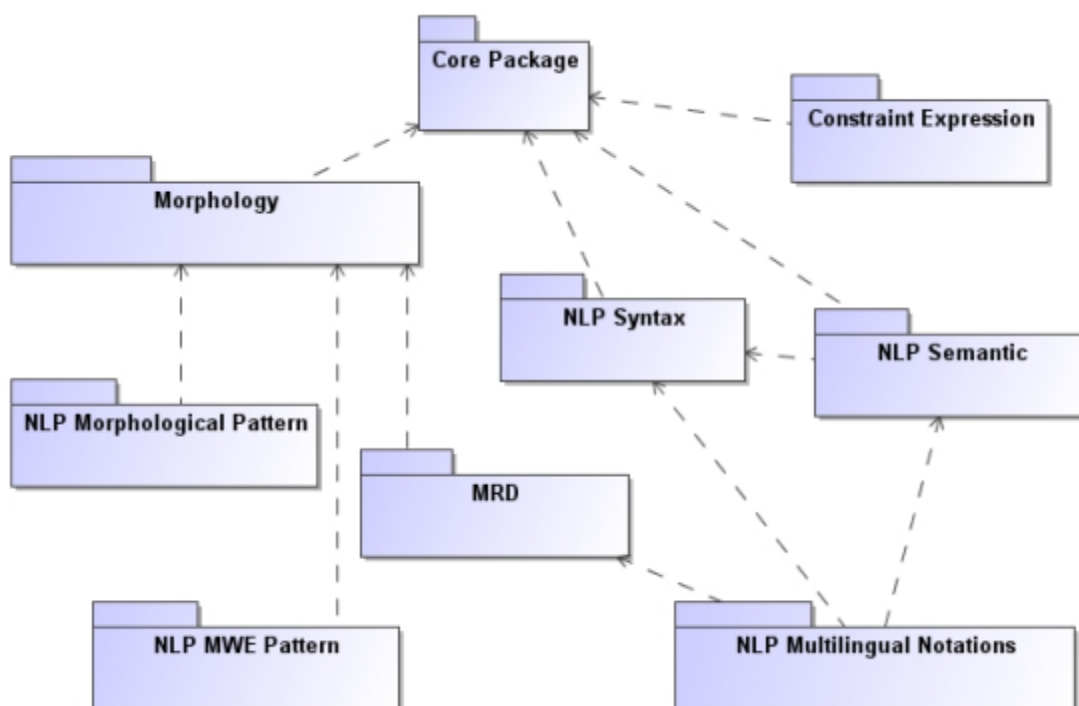 Core Package
Constraint Expression
Morphology
NLP Syntax
NLP Semantic
NLP Morphological Pattern
MRD
NLP MWE Pattern
NLP Multilingual Notations